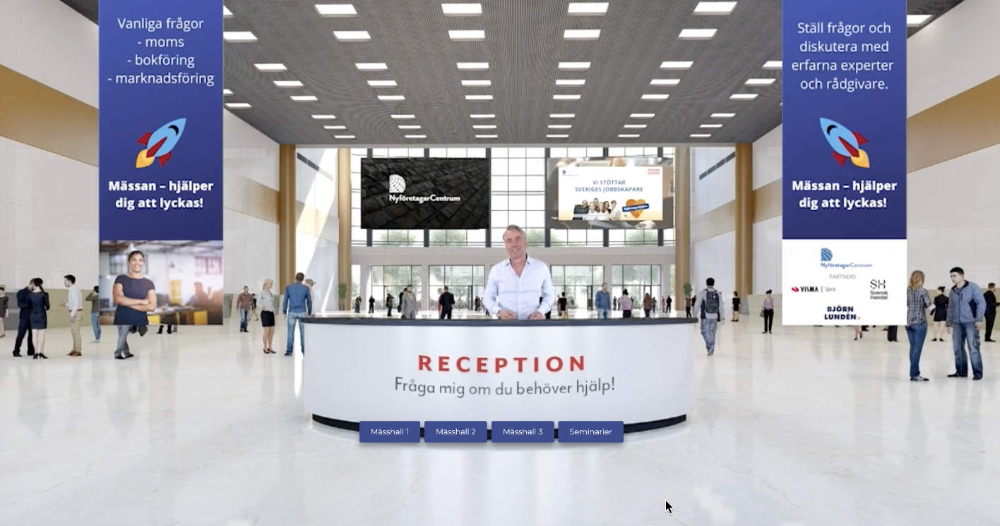 Vanliga frågor
- moms
- bokföring
- marknadsföring
Mässan – hjälper
dig att lyckas!
NyföretagarCentrum
VI STÖTTAR
SVERIGES JOBBSKAPARE
Ställ frågor och
diskutera med
erfarna experter
och rådgivare.
Mässan – hjälper
dig att lyckas!
NyföretagarCentrum
PARTNERS
VISMA | Spcs
SH
Svensk
Handel
BJÖRN
LUNDÉN.
RECEPTION
Fråga mig om du behöver hjälp!
Mässhall 1
Mässhall 2
Mässhall 3
Seminarier